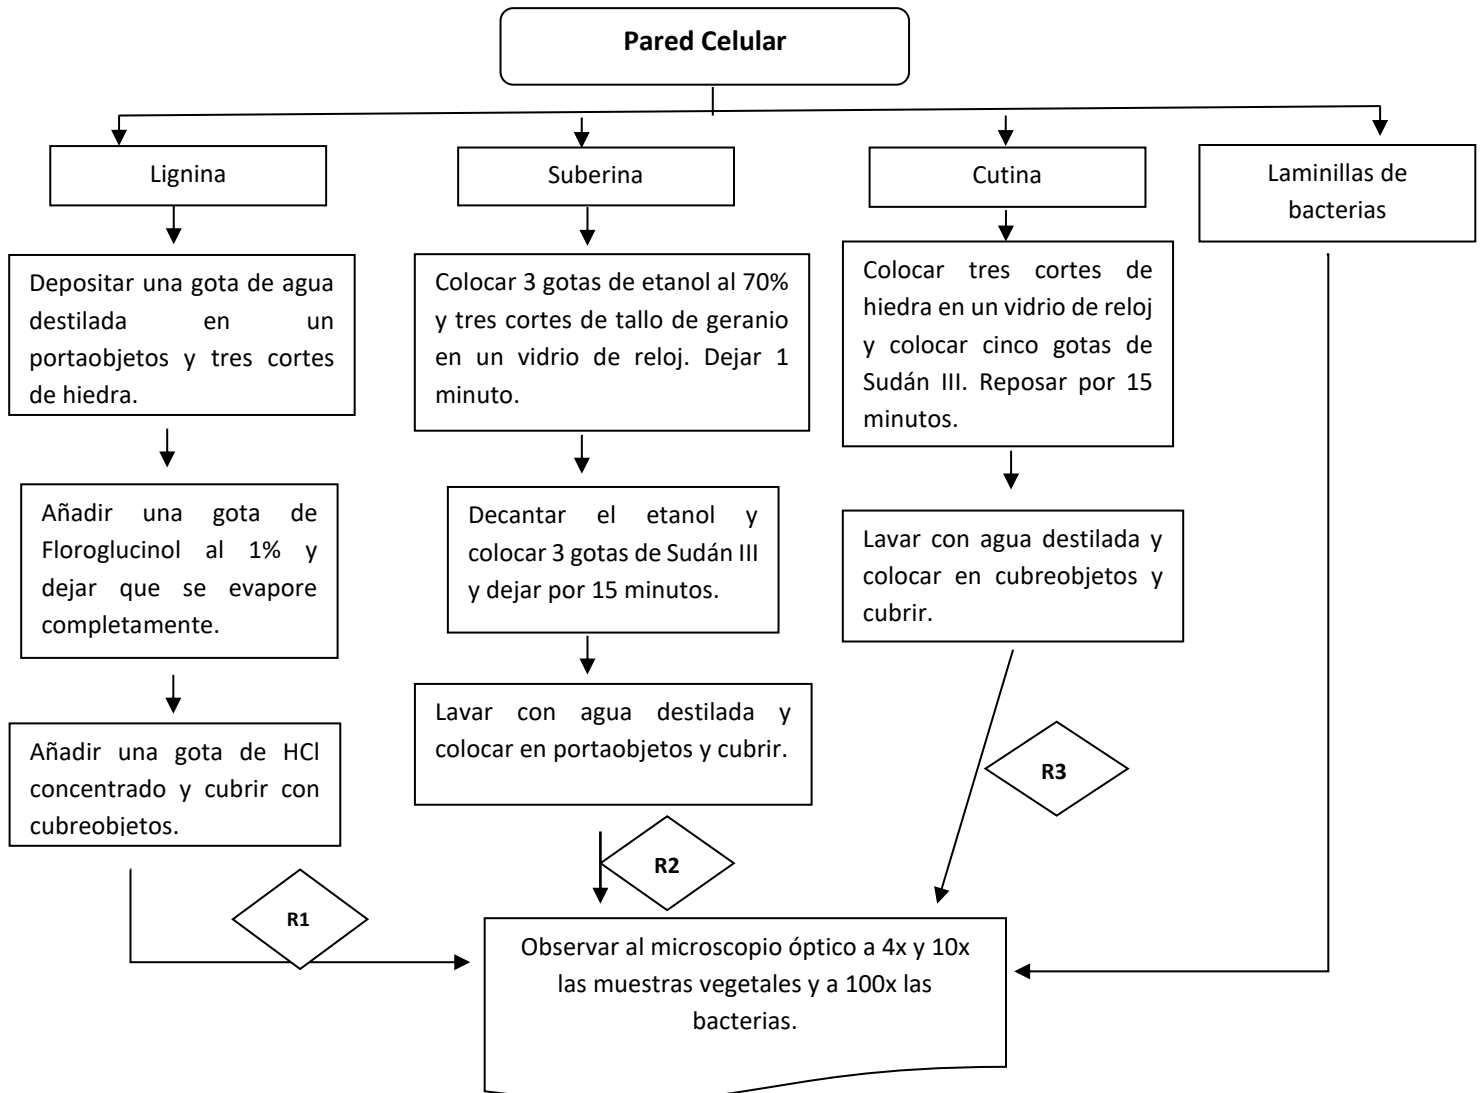 Pared Celular
Lignina
Suberina
Cutina
Laminillas de
bacterias
Depositar una gota de agua
destilada en un
portaobjetos y tres cortes
de hiedra.
Añadir una gota de
Floroglucinol al 1% y
dejar que se evapore
completamente.
Añadir una gota de HCl
concentrado y cubrir con
cubreobjetos.
R1
Colocar 3 gotas de etanol al 70%
y tres cortes de tallo de geranio
en un vidrio de reloj. Dejar 1
minuto.
Decantar el etanol y
colocar 3 gotas de Sudán III
y dejar por 15 minutos.
Lavar con agua destilada y
colocar en portaobjetos y cubrir.
R2
Colocar tres cortes de
hiedra en un vidrio de reloj
y colocar cinco gotas de
Sudán III. Reposar por 15
minutos.
Lavar con agua destilada y
colocar en cubreobjetos y
cubrir.
R3
Observar al microscopio óptico a 4x y 10x
las muestras vegetales y a 100x las
bacterias.